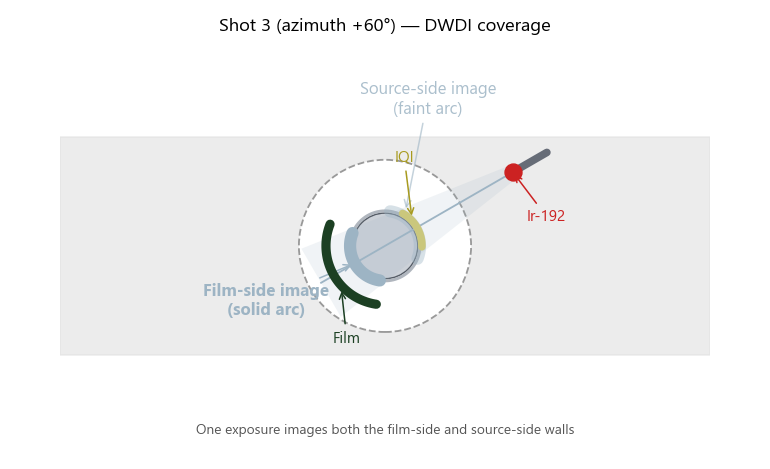 Shot 3 (azimuth +60°) — DWDI coverage
Source-side image
(faint arc)
IQI
Ir-192
Film-side image
(solid arc)
Film
One exposure images both the film-side and source-side walls